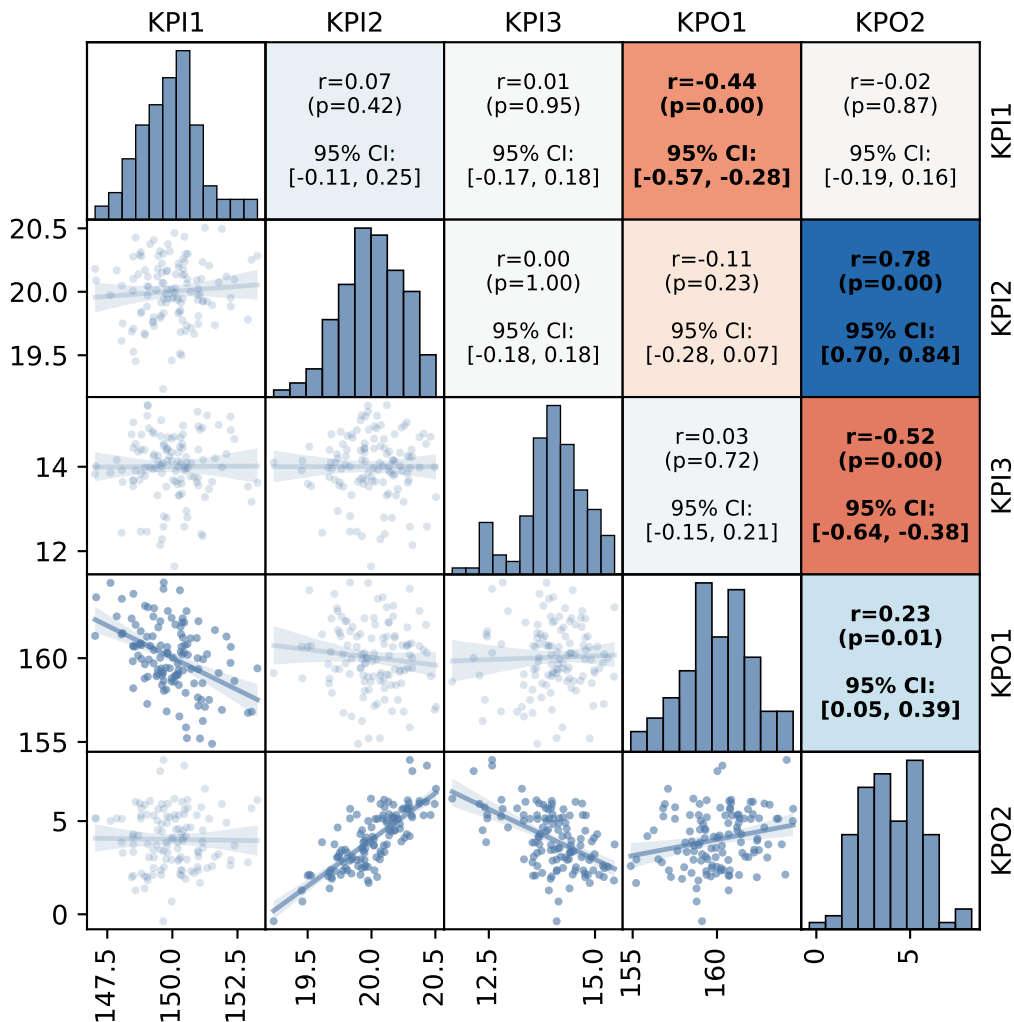 KPI1 KPI2 KPI3 KPO1 KPO2
r=0.07 r=0.01 r=-0.44 r=-0.02
(p=0.42) (p=0.95) (p=0.00) (p=0.87)
95% CI: 95% CI: 95% CI: 95% CI:
[-0.11, 0.25] [-0.17, 0.18] [-0.57, -0.28] [-0.19, 0.16]
KPI1
20.5
20.0
19.5
r=0.00 r=-0.11 r=0.78
(p=1.00) (p=0.23) (p=0.00)
95% CI: 95% CI: 95% CI:
[-0.18, 0.18] [-0.28, 0.07] [0.70, 0.84]
KPI2
14
12
r=0.03 r=-0.52
(p=0.72) (p=0.00)
95% CI: 95% CI:
[-0.15, 0.21] [-0.64, -0.38]
KPI3
160
155
r=0.23
(p=0.01)
95% CI:
[0.05, 0.39]
KPO1
5
0
KPO2
147.5 150.0 152.5 19.5 20.0 20.5 12.5 15.0 155 160 0 5